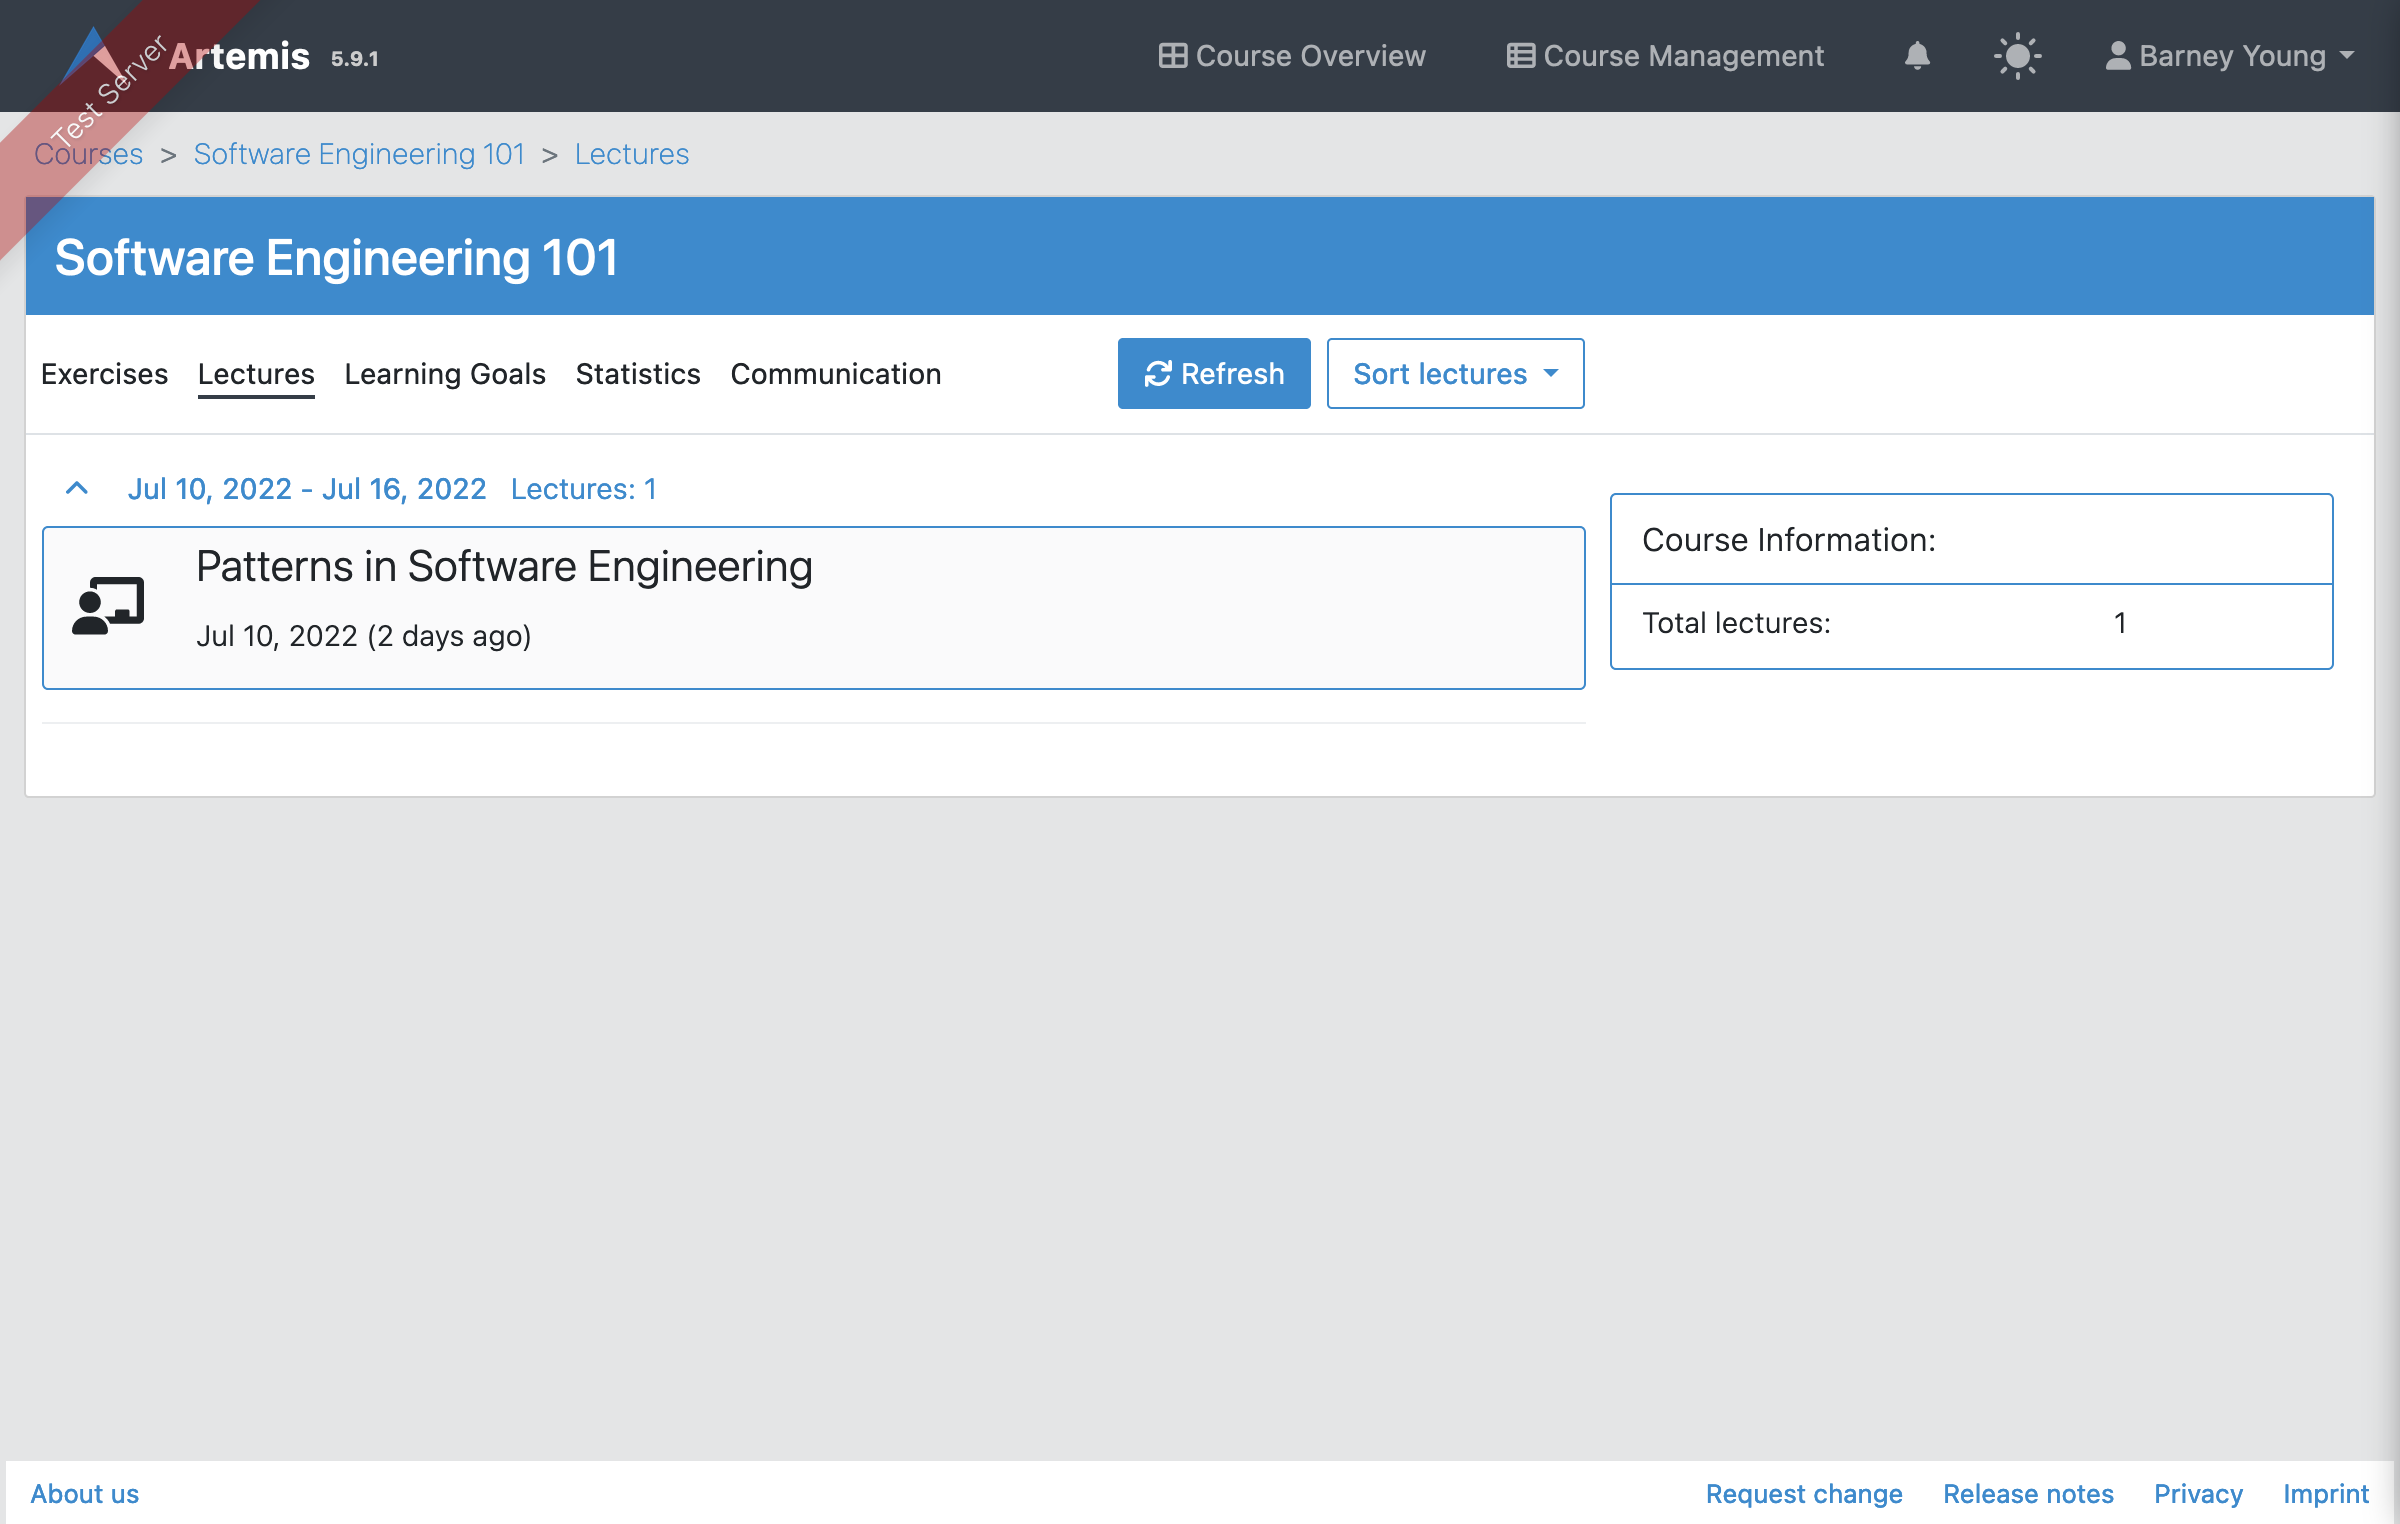 Test Server
Artemis 5.9.1
Course Overview
Course Management
Barney Young
Courses > Software Engineering 101 > Lectures
Software Engineering 101
Exercises Lectures Learning Goals Statistics Communication
Refresh
Sort lectures
Jul 10, 2022 - Jul 16, 2022 Lectures: 1
Patterns in Software Engineering
Jul 10, 2022 (2 days ago)
Course Information:
Total lectures: 1
About us
Request change Release notes Privacy Imprint